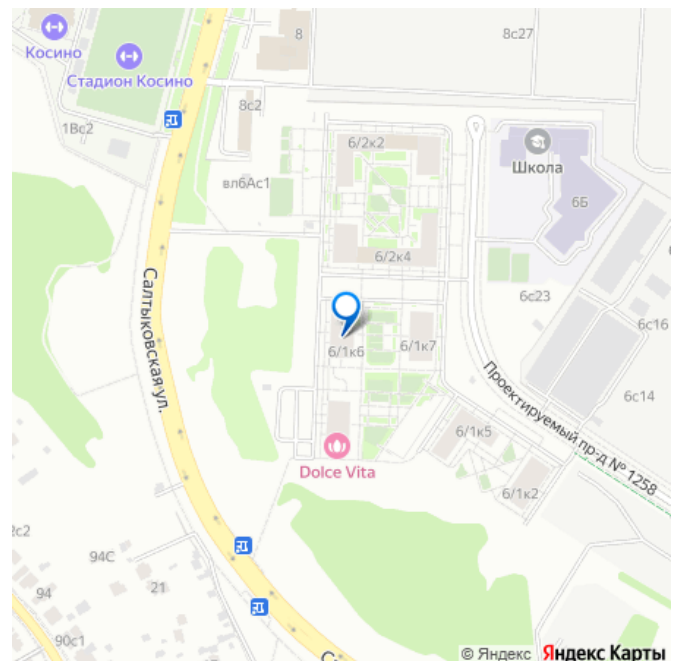 Косино
Стадион Косино
8
8с27
8с2
1Вс2
6/2к2
Школа
6Б
вл6Ас1
6/2к4
6с23
6с16
Салтыковская ул.
6/1к6
6/1к7
Проектируемый пр-д № 1258
6с14
6/1к5
Dolce Vita
6/1к2
94С
94
21
90с1
© Яндекс Яндекс Карты